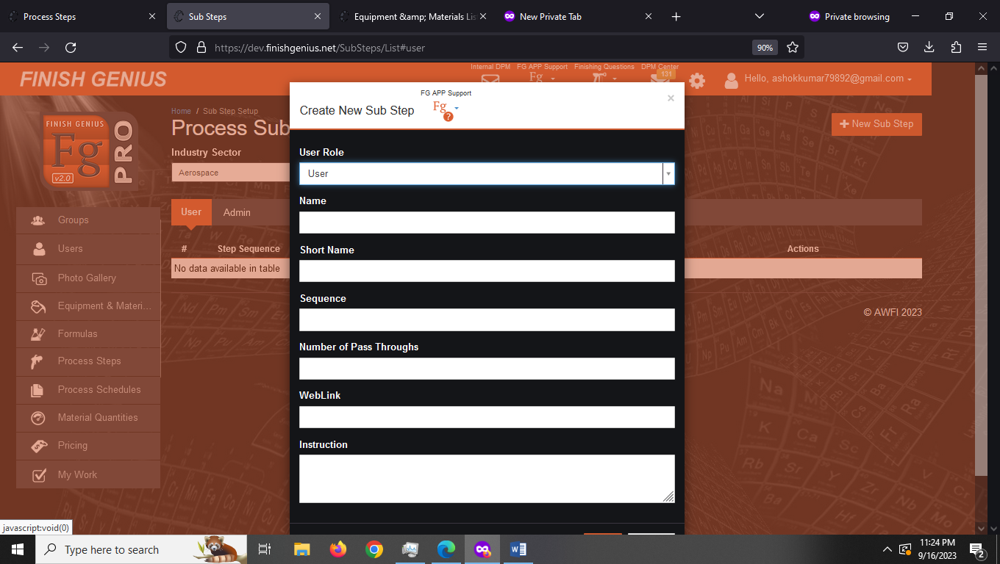 Process Steps
Sub Steps
Equipment &amp; Materials Lis
New Private Tab
Private browsing
https://dev.finishgenius.net/SubSteps/List#user
90%
FINISH GENIUS
Internal DPM
FG APP Support
Finishing Questions
DPM Center
Fg
131
Hello, ashokkumar79892@gmail.com
FINISH GENIUS
Fg
v2.0
PRO
Home / Sub Step Setup
Process Sub
New Sub Step
Industry Sector
Aerospace
User
Admin
#
Step Sequence
Actions
No data available in table
© AWFI 2023
Groups
Users
Photo Gallery
Equipment & Materi...
Formulas
Process Steps
Process Schedules
Material Quantities
Pricing
My Work
Create New Sub Step
FG APP Support
Fg
?
×
User Role
User
Name
Short Name
Sequence
Number of Pass Throughs
WebLink
Instruction
javascript:void(0)
Type here to search
11:24 PM
9/16/2023
2